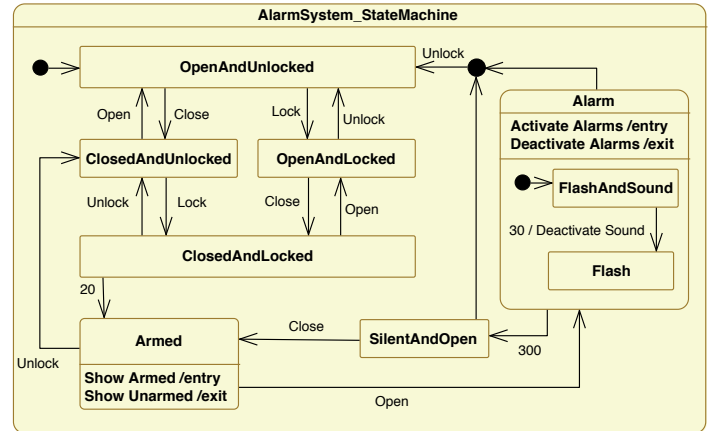 AlarmSystem_StateMachine
OpenAndUnlocked
Unlock
Alarm
Activate Alarms /entry
Deactivate Alarms /exit
Open
Close
Lock
Unlock
ClosedAndUnlocked
OpenAndLocked
FlashAndSound
Unlock
Lock
Close
Open
30 / Deactivate Sound
ClosedAndLocked
Flash
20
Armed
Close
SilentAndOpen
300
Unlock
Show Armed /entry
Show Unarmed /exit
Open